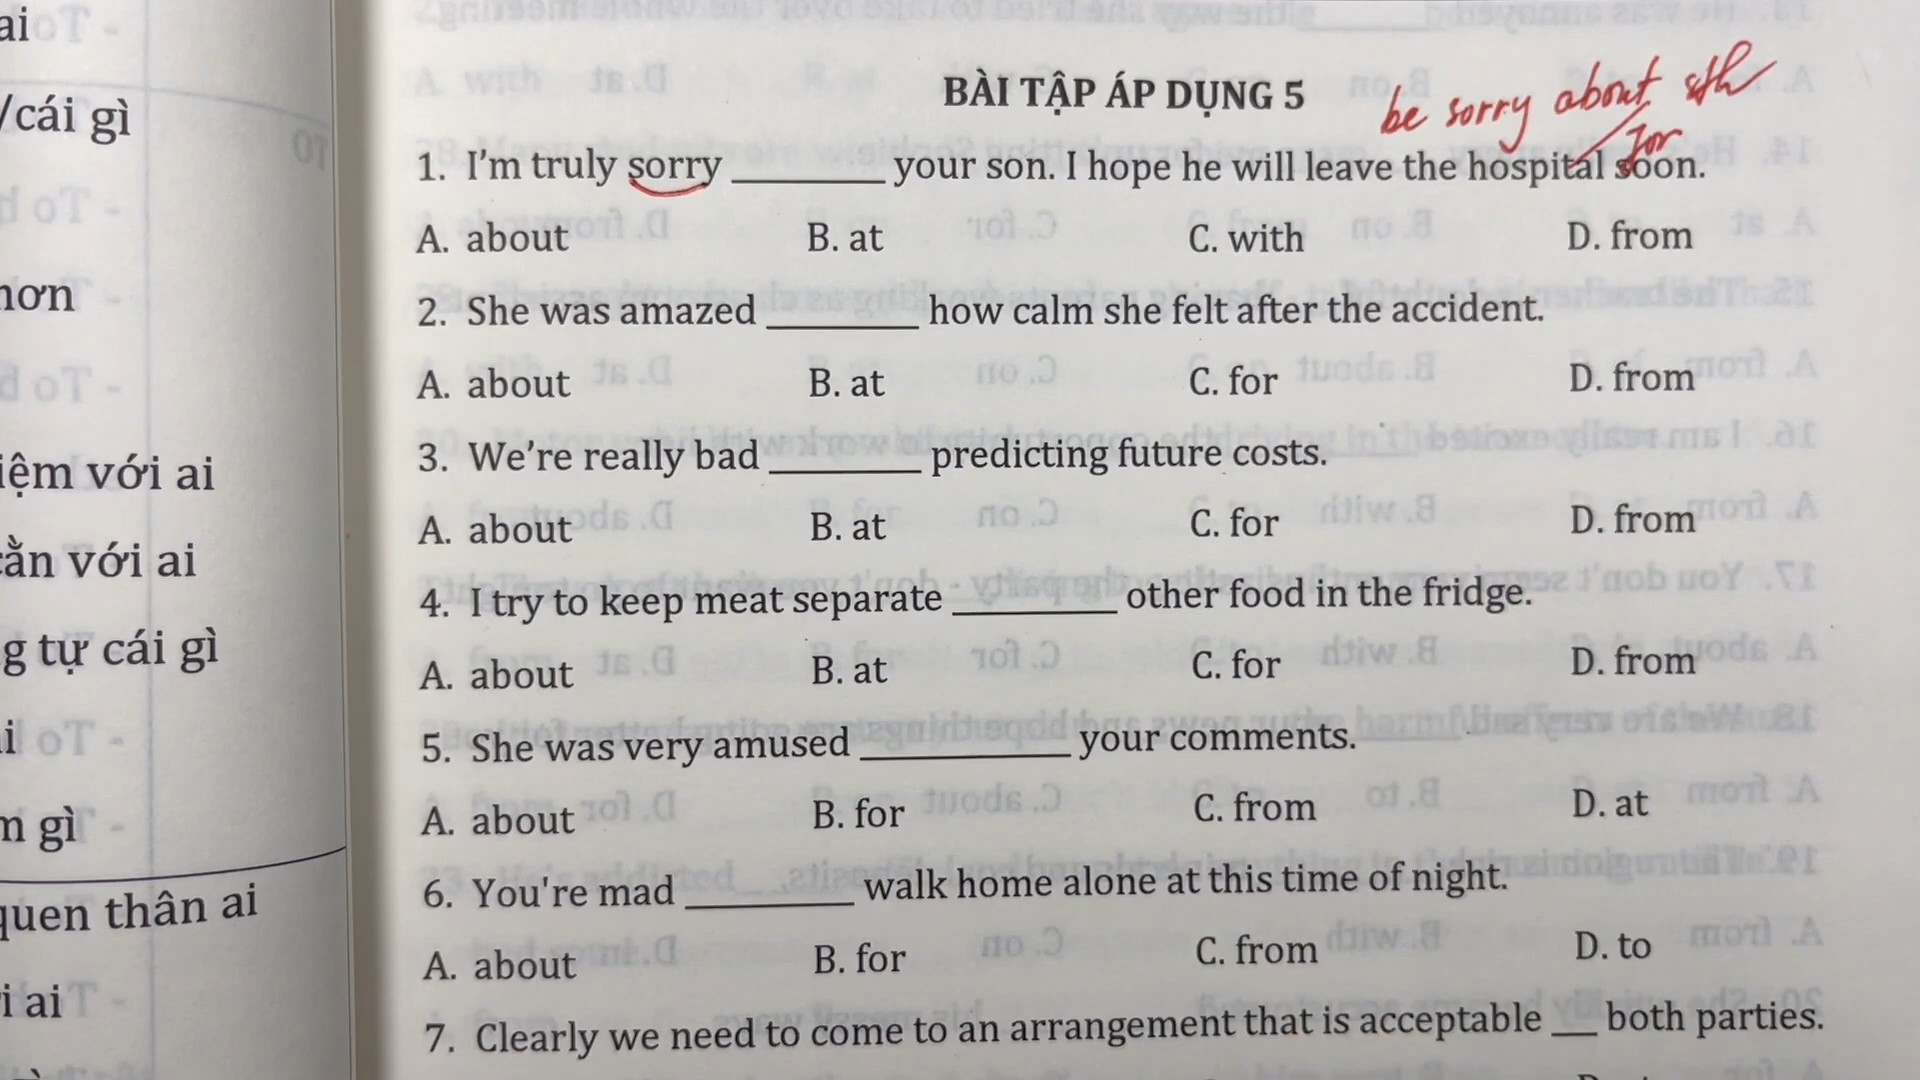 ai
/cái gì
hơn
iệm với ai
cằn với ai
g tự cái gì
i
m gì
quen thân ai
i ai
BÀI TẬP ÁP DỤNG 5
be sorry about sth
for
1. I'm truly sorry ________ your son. I hope he will leave the hospital soon.
A. about B. at C. with D. from
2. She was amazed ________ how calm she felt after the accident.
A. about B. at C. for D. from
3. We're really bad ________ predicting future costs.
A. about B. at C. for D. from
4. I try to keep meat separate ________ other food in the fridge.
A. about B. at C. for D. from
5. She was very amused ___________ your comments.
A. about B. for C. from D. at
6. You're mad _________ walk home alone at this time of night.
A. about B. for C. from D. to
7. Clearly we need to come to an arrangement that is acceptable __ both parties.